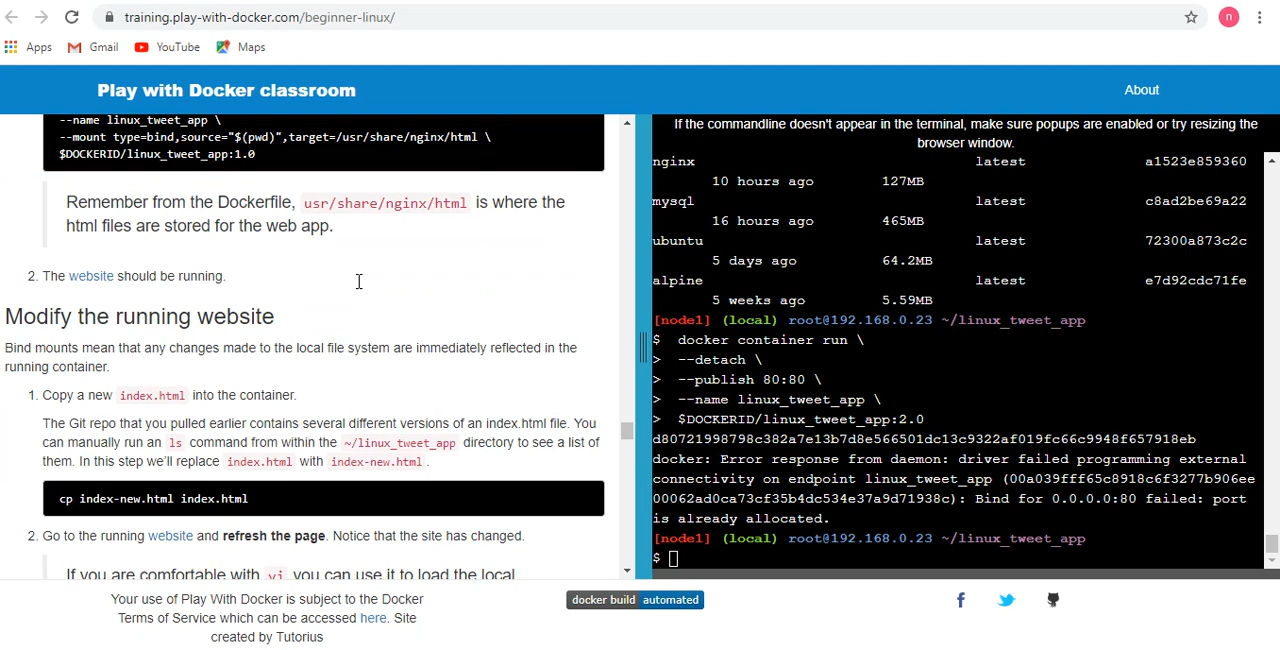 training.play-with-docker.com/beginner-linux/
n
Apps Gmail YouTube Maps
Play with Docker classroom
About
--name linux_tweet_app \
--mount type=bind,source="$(pwd)",target=/usr/share/nginx/html \
$DOCKERID/linux_tweet_app:1.0
Remember from the Dockerfile, usr/share/nginx/html is where the
html files are stored for the web app.
2. The website should be running.
Modify the running website
Bind mounts mean that any changes made to the local file system are immediately reflected in the
running container.
1. Copy a new index.html into the container.
The Git repo that you pulled earlier contains several different versions of an index.html file. You
can manually run an ls command from within the ~/linux_tweet_app directory to see a list of
them. In this step we'll replace index.html with index-new.html.
cp index-new.html index.html
2. Go to the running website and refresh the page. Notice that the site has changed.
If you are comfortable with vi you can use it to load the local
If the commandline doesn't appear in the terminal, make sure popups are enabled or try resizing the
browser window.
nginx latest a1523e859360
10 hours ago 127MB
mysql latest c8ad2be69a22
16 hours ago 465MB
ubuntu latest 72300a873c2c
5 days ago 64.2MB
alpine latest e7d92cdc71fe
5 weeks ago 5.59MB
[node1] (local) root@192.168.0.23 ~/linux_tweet_app
$ docker container run \
> --detach \
> --publish 80:80 \
> --name linux_tweet_app \
> $DOCKERID/linux_tweet_app:2.0
d80721998798c382a7e13b7d8e566501dc13c9322af019fc66c9948f657918eb
docker: Error response from daemon: driver failed programming external
connectivity on endpoint linux_tweet_app (00a039fff65c8918c6f3277b906ee
00062ad0ca73cf35b4dc534e37a9d71938c): Bind for 0.0.0.0:80 failed: port
is already allocated.
[node1] (local) root@192.168.0.23 ~/linux_tweet_app
$
Your use of Play With Docker is subject to the Docker
Terms of Service which can be accessed here. Site
created by Tutorius
docker build automated